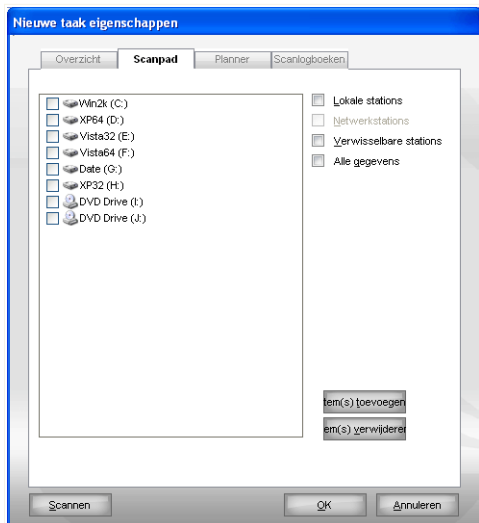 Nieuwe taak eigenschappen
Overzicht Scanpad Planner Scanlogboeken
Win2k (C:)
XP64 (D:)
Vista32 (E:)
Vista64 (F:)
Date (G:)
XP32 (H:)
DVD Drive (I:)
DVD Drive (J:)
Lokale stations
Netwerkstations
Verwisselbare stations
Alle gegevens
tem(s) toevoegen
em(s) verwijderer
Scannen OK Annuleren